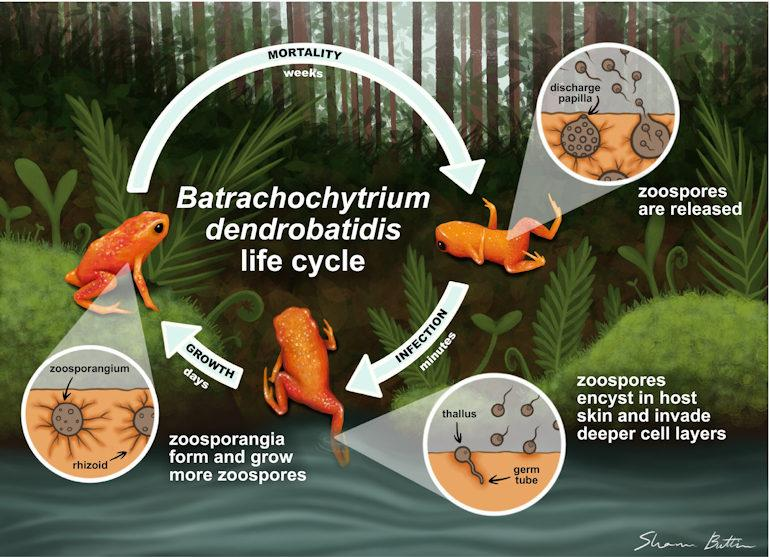 MORTALITY
weeks
discharge
papilla
zoospores
are released
Batrachochytrium
dendrobatidis
life cycle
INFECTION
minutes
GROWTH
days
zoosporangium
rhizoid
zoosporangia
form and grow
more zoospores
thallus
germ
tube
zoospores
encyst in host
skin and invade
deeper cell layers